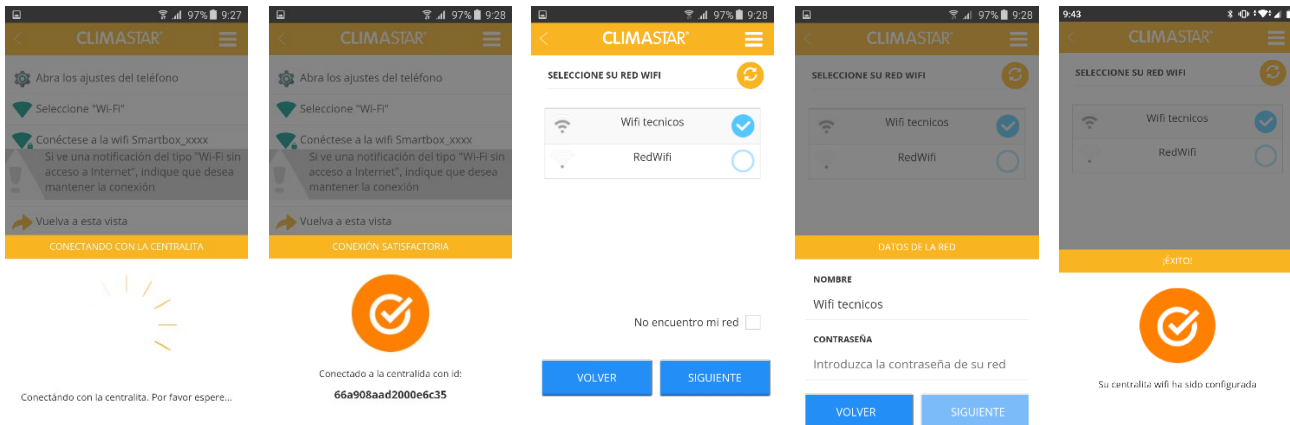 97% 9:27
CLIMASTAR
Abra los ajustes del teléfono
Seleccione "Wi-Fi"
Conéctese a la wifi Smartbox_xxxx
Si ve una notificación del tipo "Wi-Fi sin
acceso a Internet", indique que desea
mantener la conexión
Vuelva a esta vista
CONECTANDO CON LA CENTRALITA
Conectándo con la centralita. Por favor espere...
97% 9:28
CLIMASTAR
Abra los ajustes del teléfono
Seleccione "Wi-Fi"
Conéctese a la wifi Smartbox_xxxx
Si ve una notificación del tipo "Wi-Fi sin
acceso a Internet", indique que desea
mantener la conexión
Vuelva a esta vista
CONEXIÓN SATISFACTORIA
Conectado a la centralida con id:
66a908aad2000e6c35
97% 9:28
CLIMASTAR
SELECCIONE SU RED WIFI
Wifi tecnicos
RedWifi
No encuentro mi red
VOLVER SIGUIENTE
97% 9:28
CLIMASTAR
SELECCIONE SU RED WIFI
Wifi tecnicos
RedWifi
DATOS DE LA RED
NOMBRE
Wifi tecnicos
CONTRASEÑA
Introduzca la contraseña de su red
VOLVER SIGUIENTE
9:43
CLIMASTAR
SELECCIONE SU RED WIFI
Wifi tecnicos
RedWifi
¡ÉXITO!
Su centralita wifi ha sido configurada